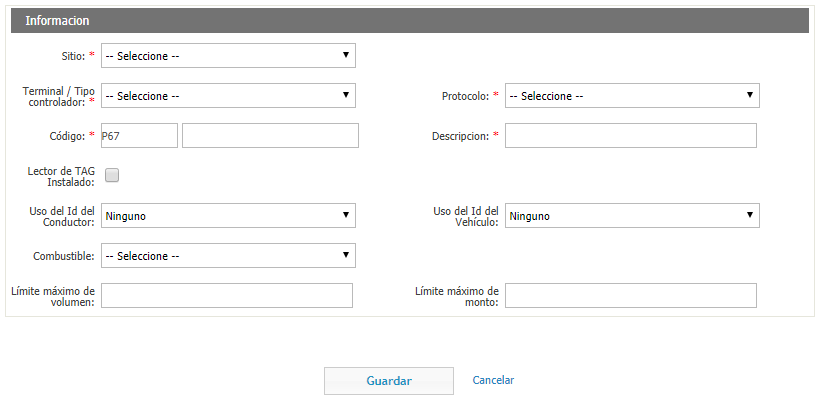 Informacion
Sitio: * -- Seleccione --
Terminal / Tipo
controlador: * -- Seleccione -- Protocolo: * -- Seleccione --
Código: * P67 Descripcion: *
Lector de TAG
Instalado:
Uso del Id del
Conductor: Ninguno
Uso del Id del
Vehículo: Ninguno
Combustible: -- Seleccione --
Límite máximo de
volumen:
Límite máximo de
monto:
Guardar Cancelar